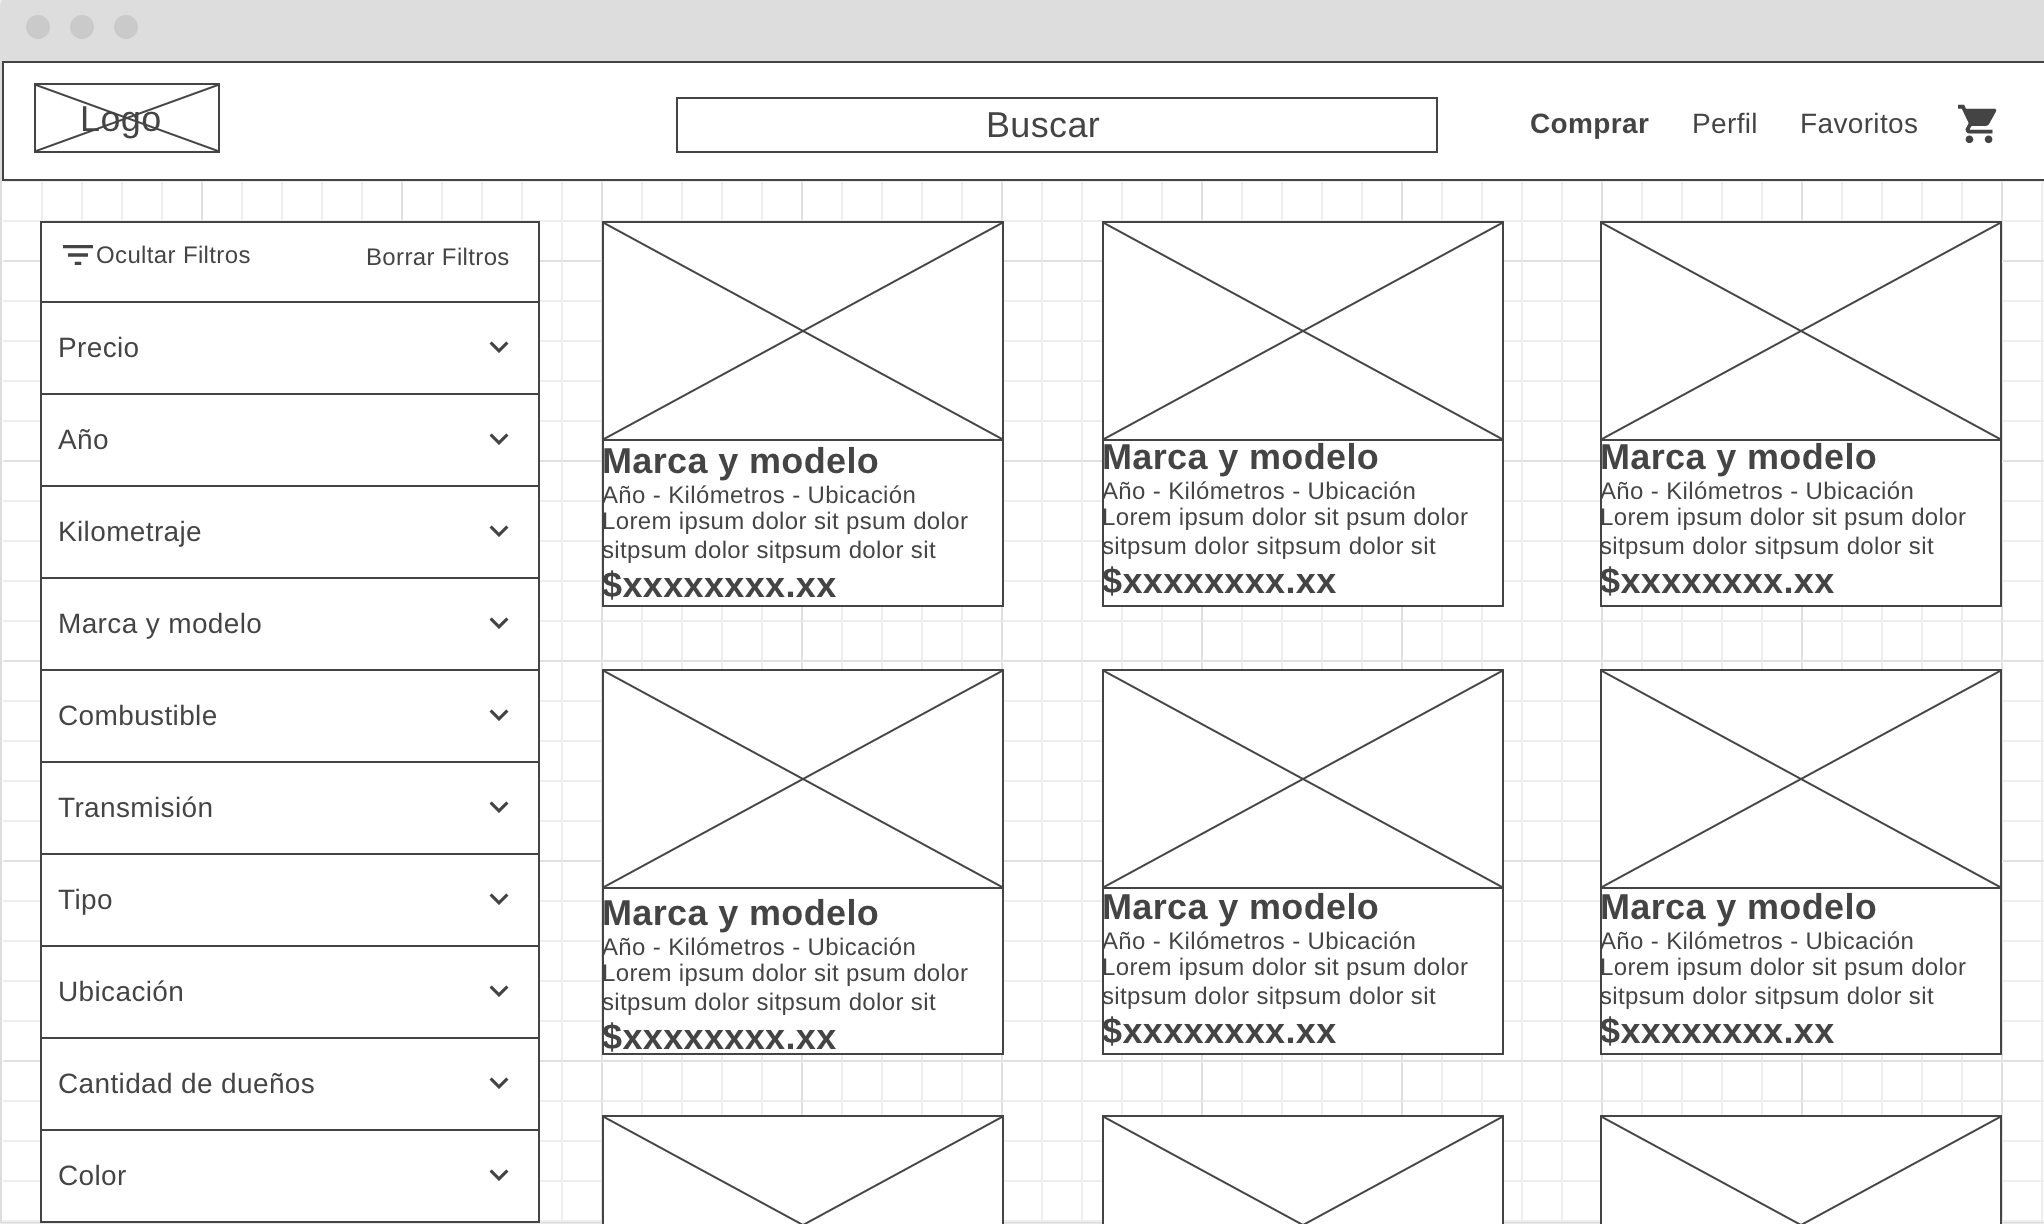 Logo
Buscar
Comprar Perfil Favoritos
Ocultar Filtros Borrar Filtros
Precio
Año
Kilometraje
Marca y modelo
Combustible
Transmisión
Tipo
Ubicación
Cantidad de dueños
Color
Marca y modelo
Año - Kilómetros - Ubicación
Lorem ipsum dolor sit psum dolor
sitpsum dolor sitpsum dolor sit
$xxxxxxxx.xx
Marca y modelo
Año - Kilómetros - Ubicación
Lorem ipsum dolor sit psum dolor
sitpsum dolor sitpsum dolor sit
$xxxxxxxx.xx
Marca y modelo
Año - Kilómetros - Ubicación
Lorem ipsum dolor sit psum dolor
sitpsum dolor sitpsum dolor sit
$xxxxxxxx.xx
Marca y modelo
Año - Kilómetros - Ubicación
Lorem ipsum dolor sit psum dolor
sitpsum dolor sitpsum dolor sit
$xxxxxxxx.xx
Marca y modelo
Año - Kilómetros - Ubicación
Lorem ipsum dolor sit psum dolor
sitpsum dolor sitpsum dolor sit
$xxxxxxxx.xx
Marca y modelo
Año - Kilómetros - Ubicación
Lorem ipsum dolor sit psum dolor
sitpsum dolor sitpsum dolor sit
$xxxxxxxx.xx